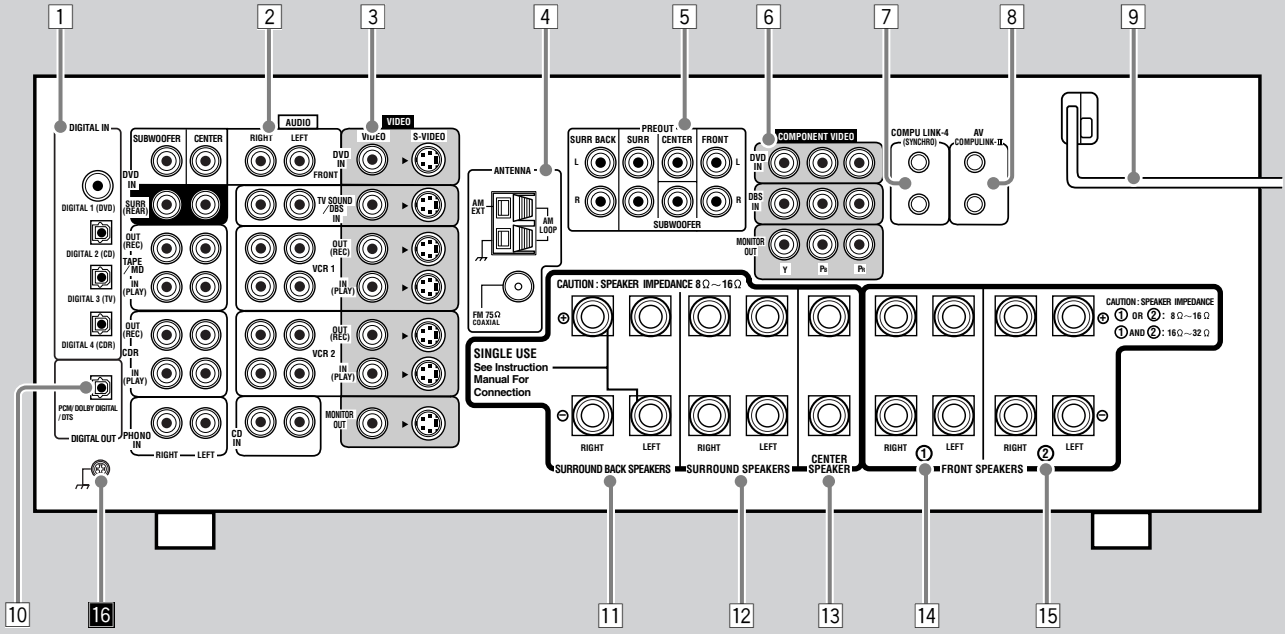 1 2 3 4 5 6 7 8 9
DIGITAL IN
DIGITAL 1 (DVD)
DIGITAL 2 (CD)
DIGITAL 3 (TV)
DIGITAL 4 (CDR)
PCM/ DOLBY DIGITAL
/ DTS
DIGITAL OUT
SUBWOOFER CENTER
DVD
IN
SURR
(REAR)
OUT
(REC)
TAPE
/MD
IN
(PLAY)
OUT
(REC)
CDR
IN
(PLAY)
PHONO
IN
RIGHT LEFT
AUDIO
RIGHT LEFT
DVD
IN
FRONT
TV SOUND
/DBS
IN
OUT
(REC)
VCR 1
IN
(PLAY)
OUT
(REC)
VCR 2
IN
(PLAY)
MONITOR
OUT
CD
IN
VIDEO
VIDEO S-VIDEO
ANTENNA
AM
EXT
AM
LOOP
FM 75Ω
COAXIAL
PREOUT
SURR BACK SURR CENTER FRONT
L L
R R
SUBWOOFER
COMPONENT VIDEO
DVD
IN
DBS
IN
MONITOR
OUT
Y PB PR
COMPU LINK-4
(SYNCHRO)
AV
COMPULINK-II
CAUTION : SPEAKER IMPEDANCE 8 Ω~16 Ω
⊕
SINGLE USE
See Instruction
Manual For
Connection
⊖
RIGHT LEFT
SURROUND BACK SPEAKERS
RIGHT LEFT
SURROUND SPEAKERS
CENTER
SPEAKER
RIGHT LEFT
①
RIGHT LEFT
②
FRONT SPEAKERS
⊕
⊖
CAUTION : SPEAKER IMPEDANCE
① OR ② : 8 Ω~16 Ω
① AND ② : 16Ω~32 Ω
10 16 11 12 13 14 15